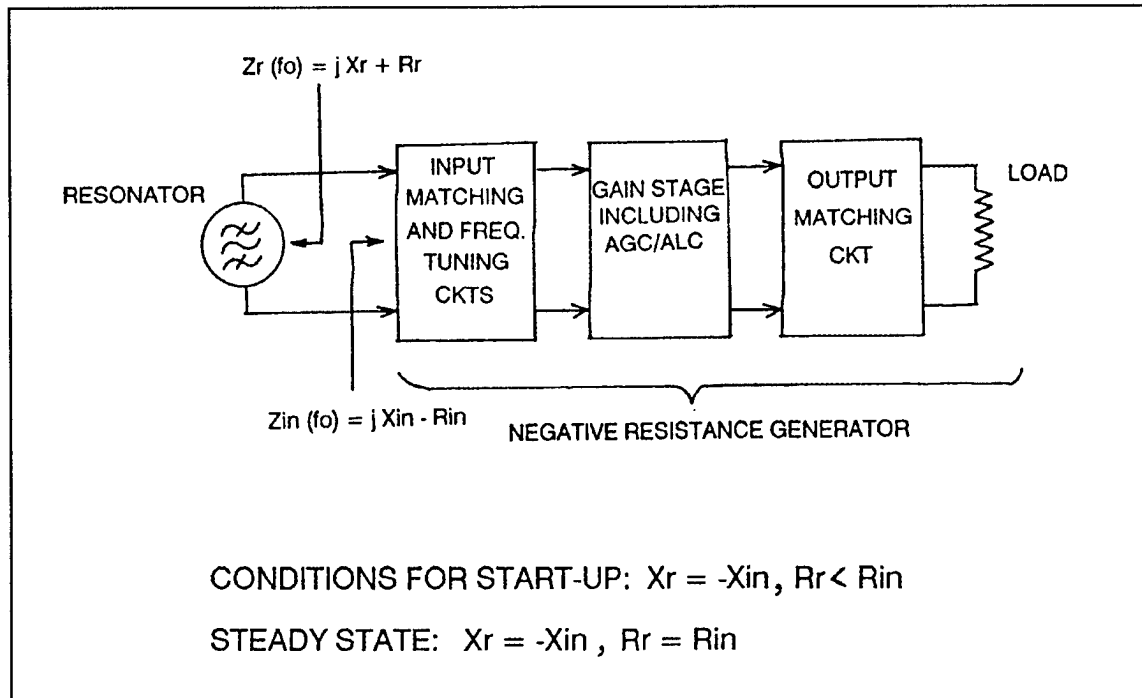 Zr (fo) = j Xr + Rr
RESONATOR
INPUT
MATCHING
AND FREQ.
TUNING
CKTS
GAIN STAGE
INCLUDING
AGC/ALC
OUTPUT
MATCHING
CKT
LOAD
Zin (fo) = j Xin - Rin
NEGATIVE RESISTANCE GENERATOR
CONDITIONS FOR START-UP: Xr = -Xin, Rr < Rin
STEADY STATE: Xr = -Xin , Rr = Rin